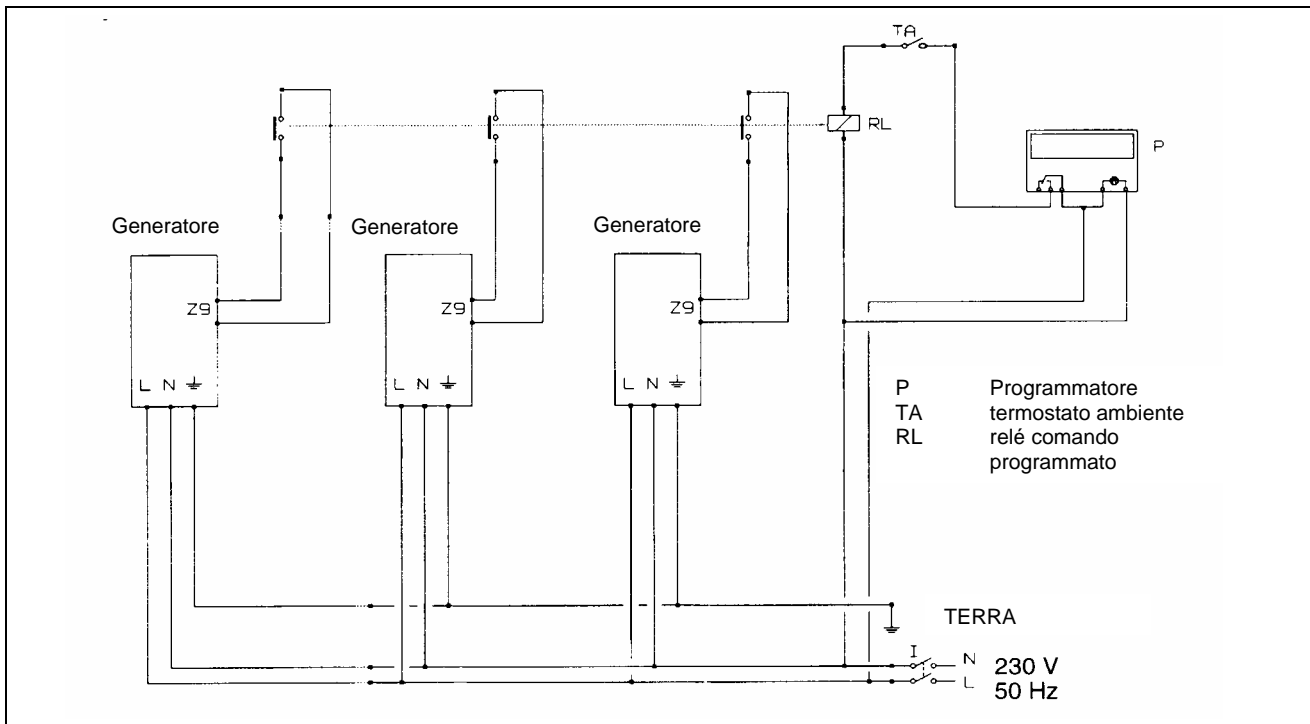 TA
RL
P
Generatore
Generatore
Generatore
Z9
Z9
Z9
L N
L N
L N
P Programmatore
TA termostato ambiente
RL relé comando
programmato
TERRA
I
N
230 V
L
50 Hz